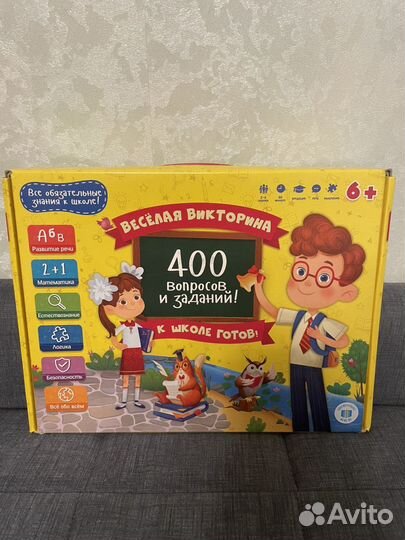 Все обязательные
знания к школе!
6+
ВЕСЁЛАЯ ВИКТОРИНА
400
вопросов
и заданий!
К ШКОЛЕ ГОТОВ!
АбВ
Развитие речи
2+1
Математика
Естествознание
Логика
Безопасность
Всё обо всём
Avito